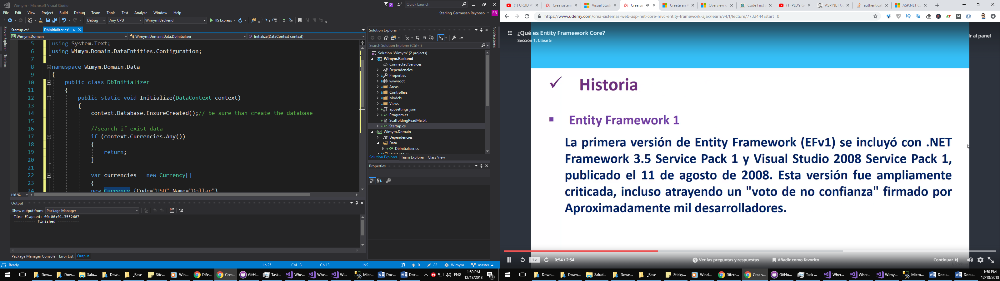 Wimym - Microsoft Visual Studio
2
Quick Launch
File Edit View Project Build Debug Team Tools Test Analyze Window Help
Starling Germosen Reynoso SR
Debug Any CPU Wimym.Backend IIS Express
Server Explorer
Toolbox
Startup.cs* DbInitializer.cs*
Wimym.Domain Wimym.Domain.Data.DbInitializer Initialize(DataContext context)
5 using System.Text;
6 using Wimym.Domain.DataEntities.Configuration;
7
8 namespace Wimym.Domain.Data
9 {
10 public class DbInitializer
11 {
12 public static void Initialize(DataContext context)
13 {
14 context.Database.EnsureCreated();// be sure than create the database
15
16 //search if exist data
17 if (context.Currencies.Any())
18 {
19 return;
20 }
21
22 var currencies = new Currency[]
23 {
24 new Currency {Code="USD",Name="Dollar"},
146 %
Output
Show output from: Package Manager
Time Elapsed: 00:00:01.3552607
========== Finished ==========
Package Manager Console Error List Output
Solution Explorer
Search Solution Explorer (Ctrl+;)
Solution 'Wimym' (2 projects)
Wimym.Backend
Connected Services
Dependencies
Properties
wwwroot
Areas
Controllers
Models
Views
appsettings.json
Program.cs
ScaffoldingReadMe.txt
Startup.cs
Wimym.Domain
Dependencies
Data
DbInitializer.cs
DataEntities
Solution Explorer Team Explorer Class View
Properties
Notifications
Ready Ln 25 Col 13 Ch 13 INS 0 82 Wimym master
Dow... Dow... Salu... Dow... _Base Stic... Win... Dife... Crea... GitH... Task... Whe... Whe... Wi... Micr... Doc... Doc... ENG 1:50 PM 12/18/2018 1
(1) CRUD A Crea sistem Visual Stud Crea sis Create an A Overview o Code First (1) PLD's G ASP.NET Co authenticat ASP.NET Co
https://www.udemy.com/crea-sistemas-web-asp-net-core-mvc-entity-framework-ajax/learn/v4/t/lecture/7732444?start=0
¿Qué es Entity Framework Core?
Sección 1, Clase 5
Ir al panel
Historia
Entity Framework 1
La primera versión de Entity Framework (EFv1) se incluyó con .NET
Framework 3.5 Service Pack 1 y Visual Studio 2008 Service Pack 1,
publicado el 11 de agosto de 2008. Esta versión fue ampliamente
criticada, incluso atrayendo un "voto de no confianza" firmado por
Aproximadamente mil desarrolladores.
1x 0:54 / 2:54 Ver las preguntas y respuestas Añadir como favorito Continuar
Down... Down... Salud... Down... _Base Sticky... Wind... Difere... Crea s... GitHu... Task ... Wher... Wher... Wimy... Micro... Docu... Docu... 1:50 PM 12/18/2018